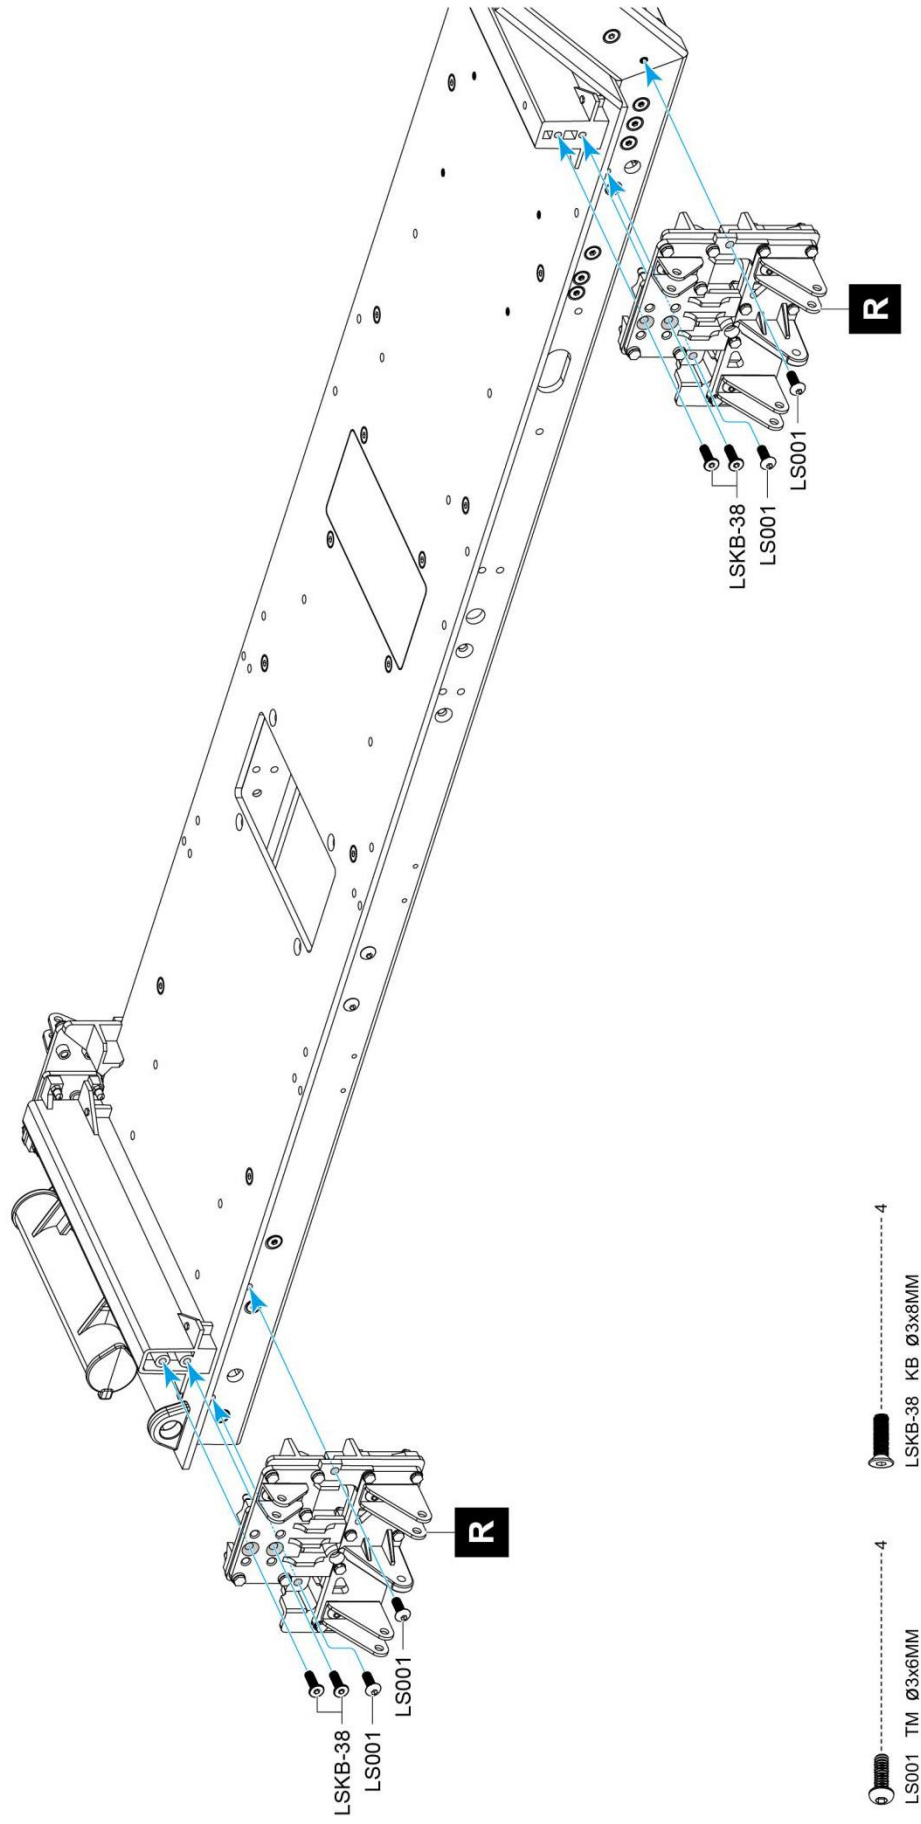 LSKB-38
LS001
LS001
R
LSKB-38
LS001
LS001
R
LS001 TM Ø3x6MM 4
LSKB-38 KB Ø3x8MM 4